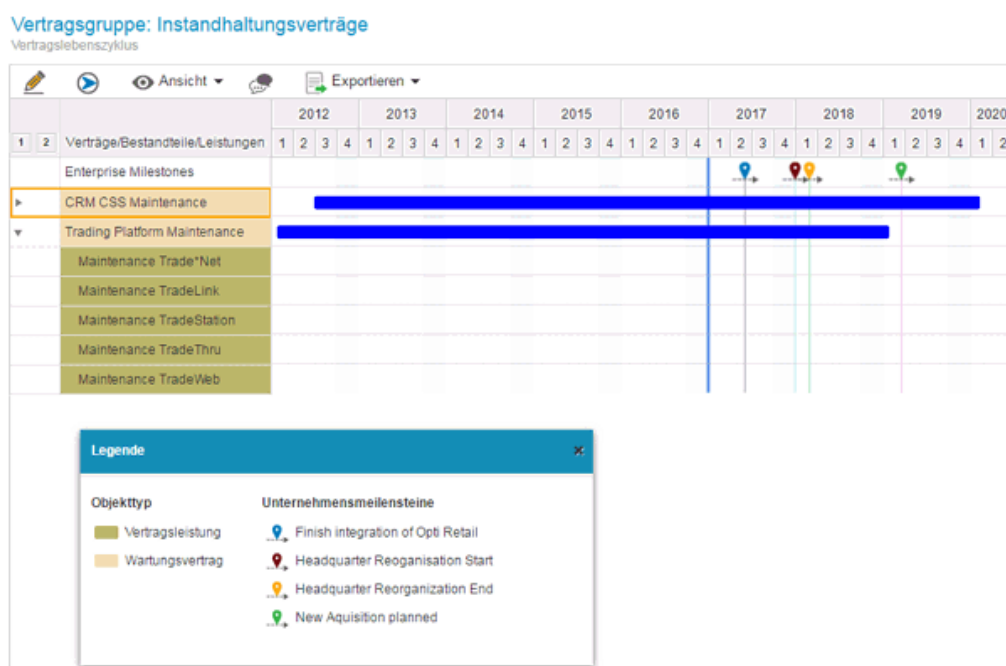 Vertragsgruppe: Instandhaltungsverträge
Vertragslebenszyklus
Ansicht Exportieren
2012 2013 2014 2015 2016 2017 2018 2019 2020
1 2 Verträge/Bestandteile/Leistungen 1 2 3 4 1 2 3 4 1 2 3 4 1 2 3 4 1 2 3 4 1 2 3 4 1 2 3 4 1 2 3 4 1 2
Enterprise Milestones
CRM CSS Maintenance
Trading Platform Maintenance
Maintenance Trade*Net
Maintenance TradeLink
Maintenance TradeStation
Maintenance TradeThru
Maintenance TradeWeb
Legende
Objekttyp Unternehmensmeilensteine
Vertragsleistung Finish integration of Opti Retail
Wartungsvertrag Headquarter Reoganisation Start
Headquarter Reorganization End
New Aquisition planned